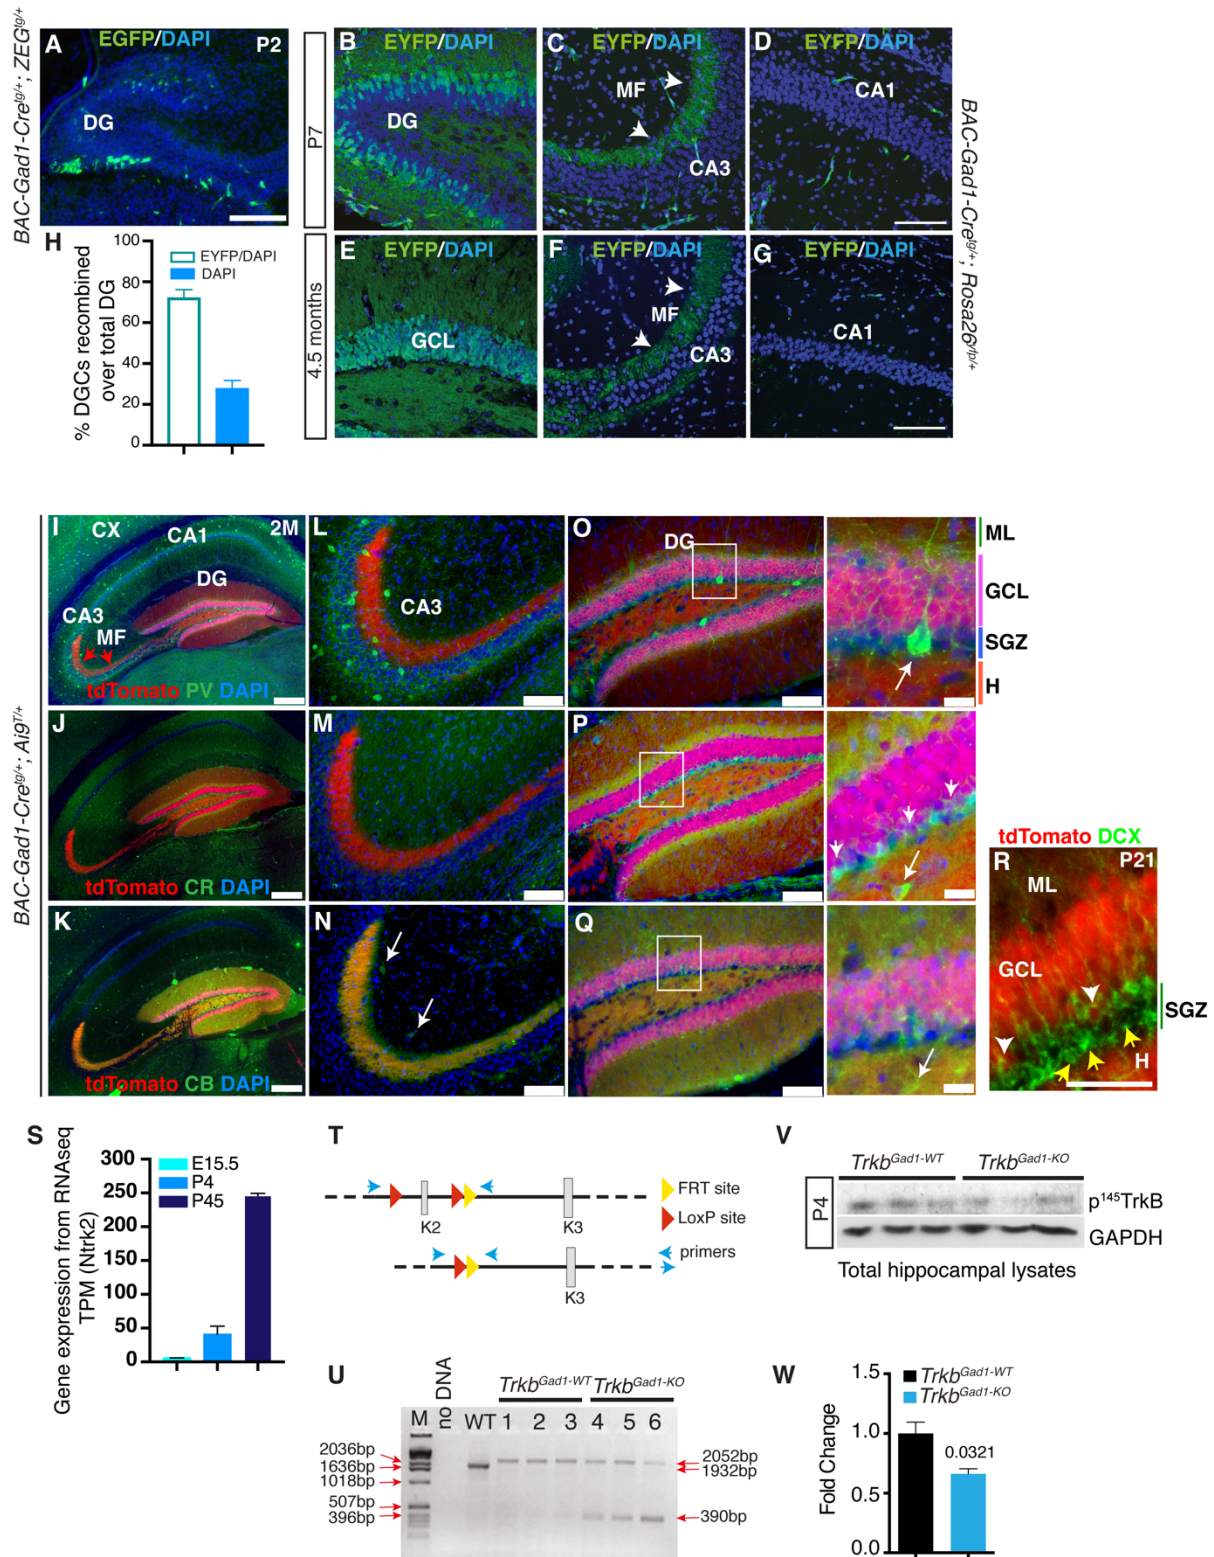 BAC-Gad1-Cre^tg/+; ZEG^tg/+
A
EGFP/DAPI
P2
DG
P7
B
EYFP/DAPI
DG
C
EYFP/DAPI
MF
CA3
D
EYFP/DAPI
CA1
BAC-Gad1-Cre^tg/+; Rosa26^yfp/+
4.5 months
E
EYFP/DAPI
GCL
F
EYFP/DAPI
MF
CA3
G
EYFP/DAPI
CA1
H
% DGCs recombined
over total DG
100
80
60
40
20
0
EYFP/DAPI
DAPI
BAC-Gad1-Cre^tg/+; Ai9^T/+
I
CX
CA1
2M
DG
CA3
MF
tdTomato PV DAPI
L
CA3
O
DG
ML
GCL
SGZ
H
J
tdTomato CR DAPI
M
P
K
tdTomato CB DAPI
N
Q
tdTomato DCX
R
P21
ML
GCL
H
SGZ
S
Gene expression from RNAseq
TPM (Ntrk2)
300
250
200
150
100
50
0
E15.5
P4
P45
T
K2
K3
K3
FRT site
LoxP site
primers
V
Trkb^Gad1-WT
Trkb^Gad1-KO
P4
p^145TrkB
GAPDH
Total hippocampal lysates
U
M
no DNA
WT
Trkb^Gad1-WT
Trkb^Gad1-KO
1 2 3 4 5 6
2036bp
1636bp
1018bp
507bp
396bp
2052bp
1932bp
390bp
W
Fold Change
1.5
1.0
0.5
0.0
Trkb^Gad1-WT
Trkb^Gad1-KO
0.0321